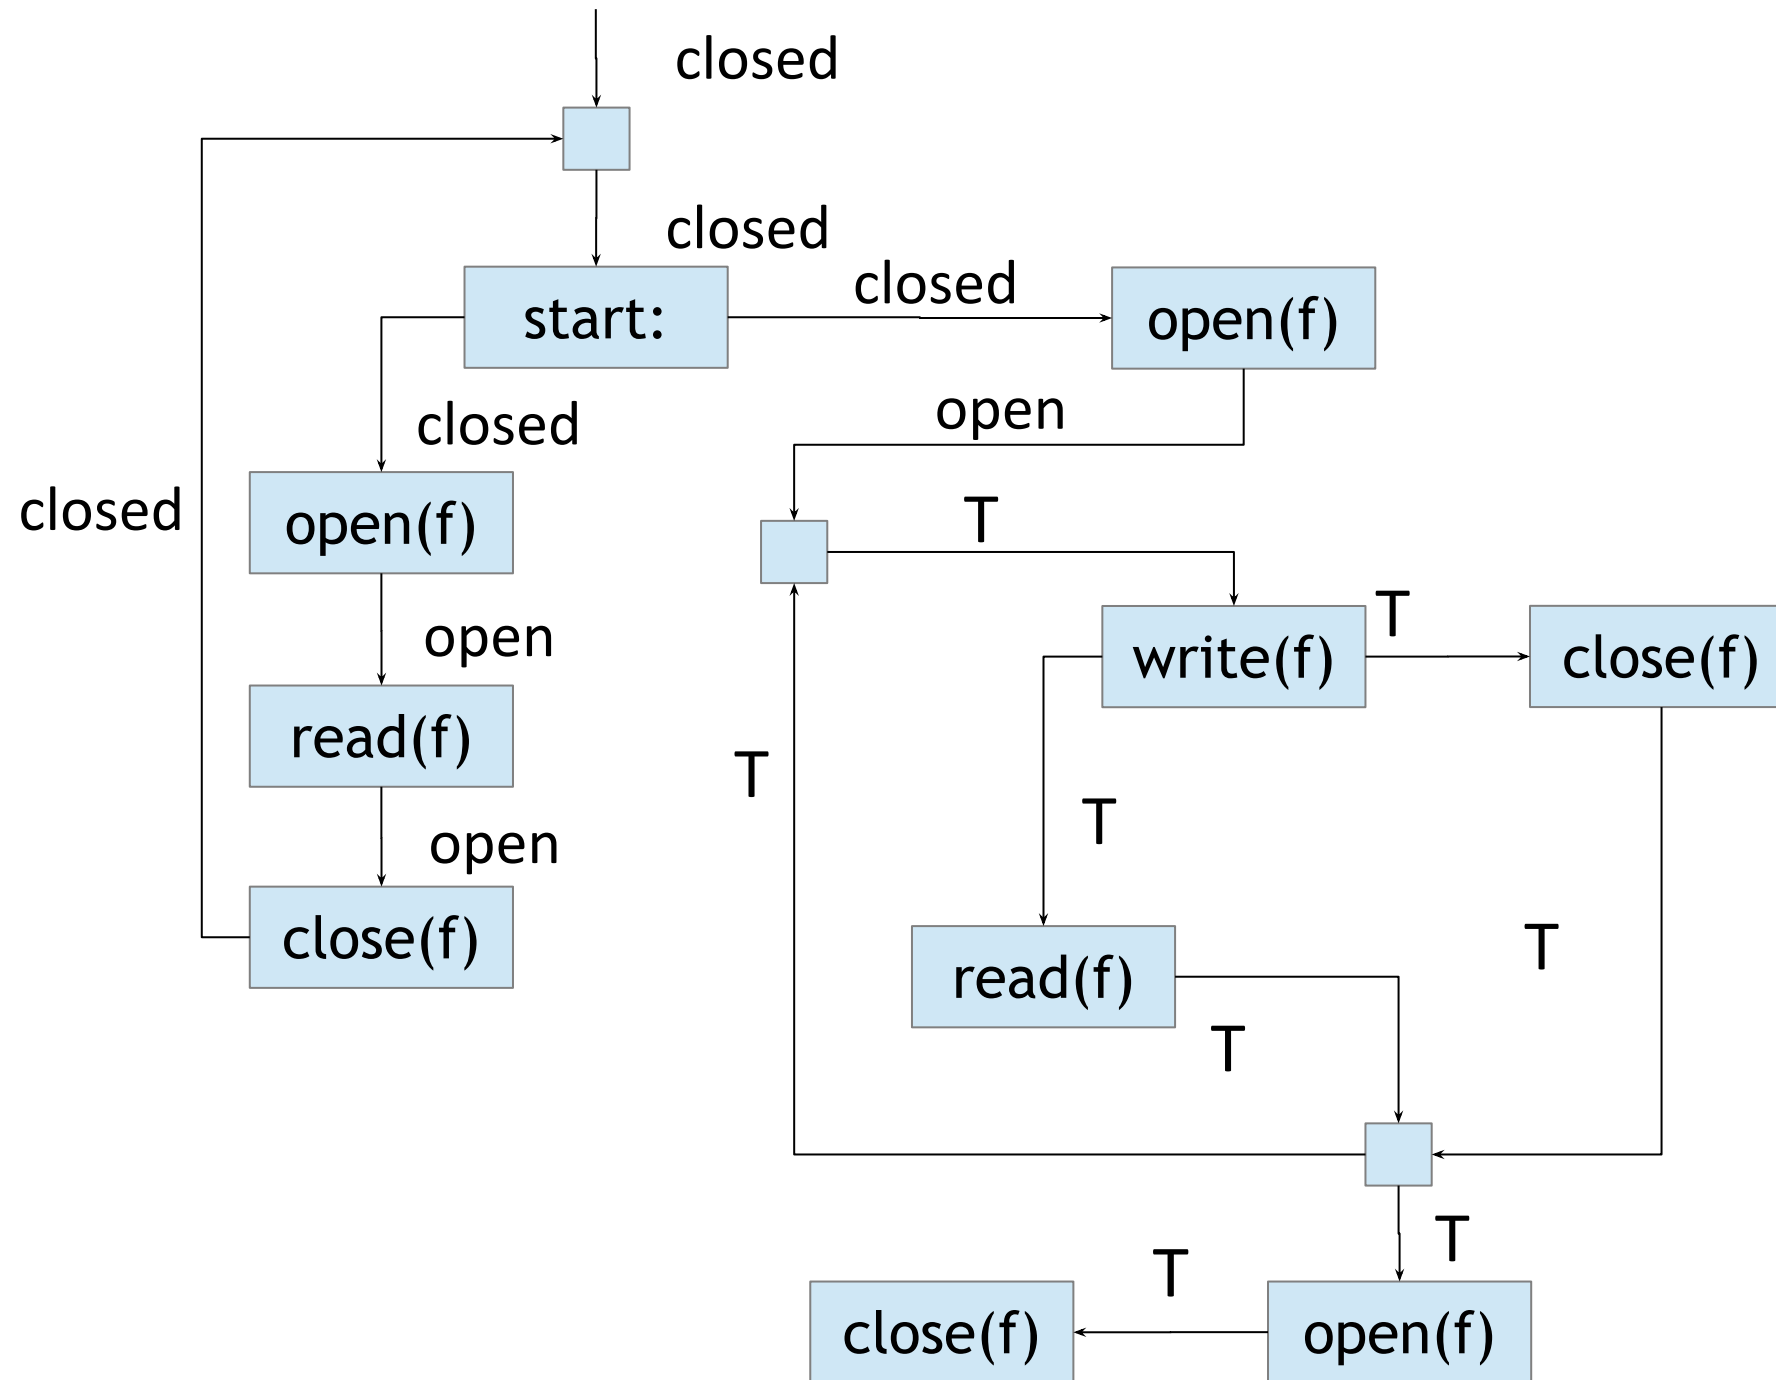 closed
closed
closed
start:
open(f)
open
closed
closed
open(f)
T
T
open
write(f)
close(f)
read(f)
T
T
open
close(f)
T
read(f)
T
T
T
close(f)
open(f)